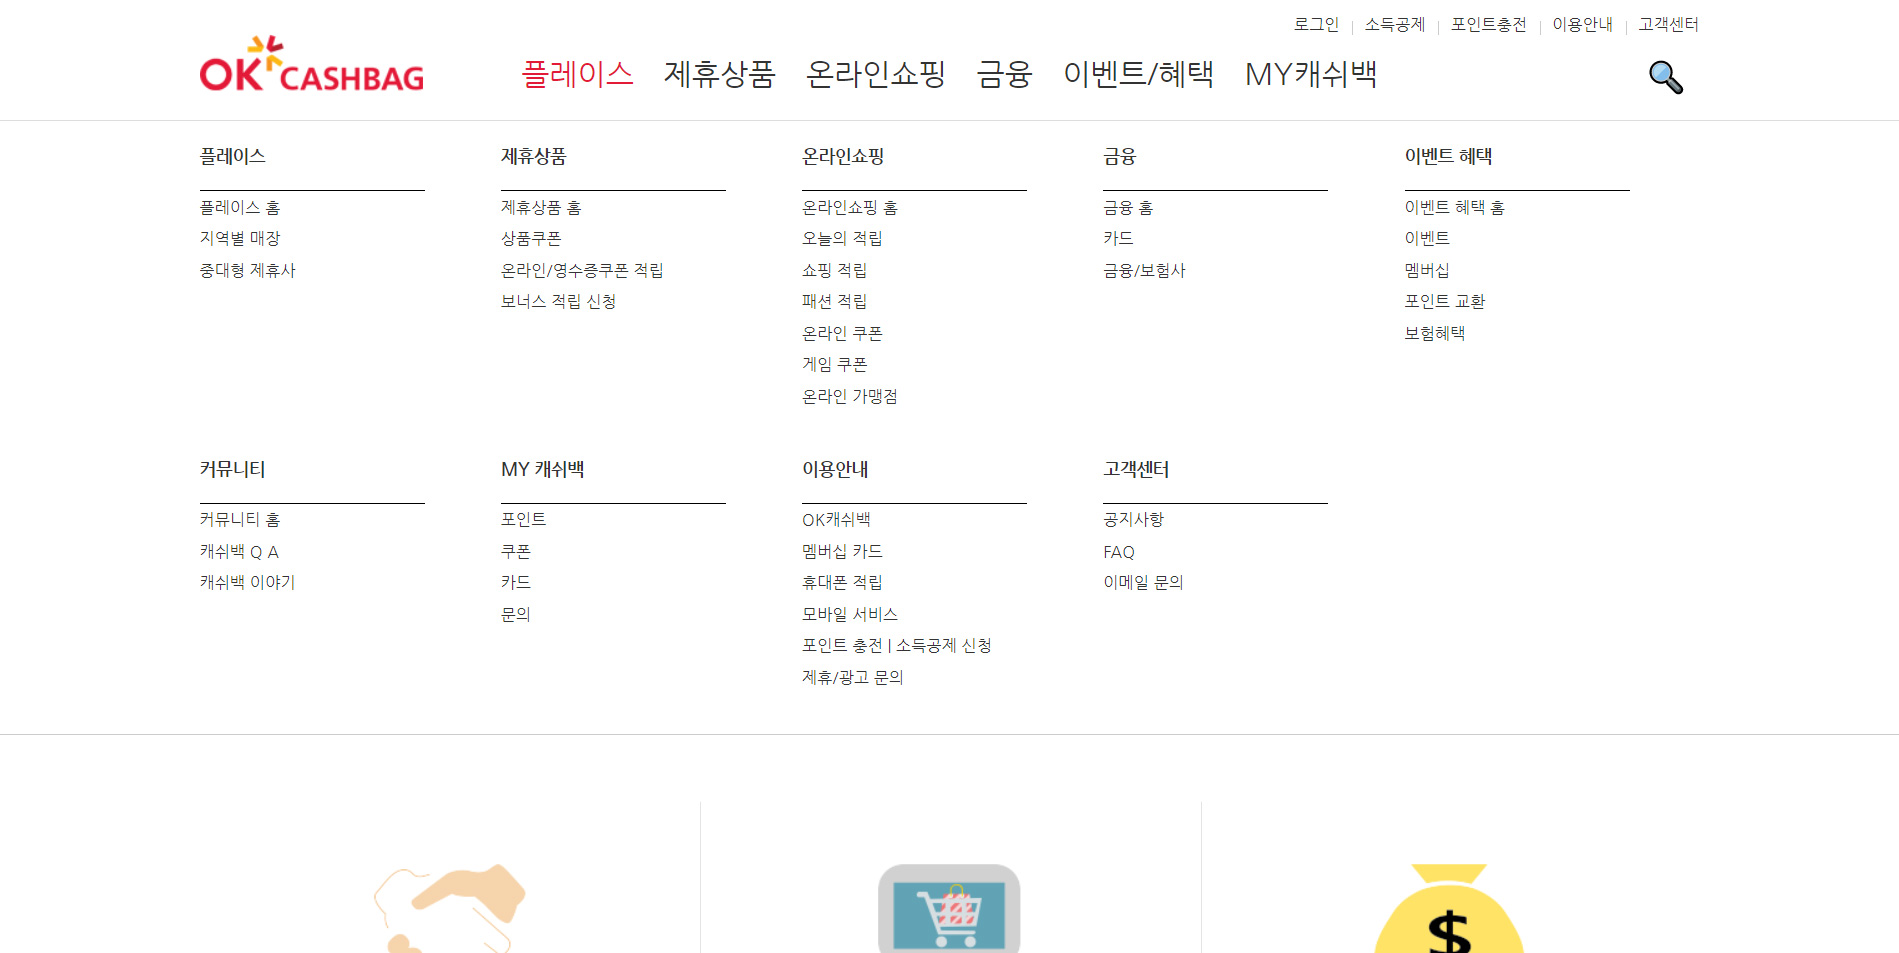 로그인 소득공제 포인트충전 이용안내 고객센터
OK CASHBAG
플레이스 제휴상품 온라인쇼핑 금융 이벤트/혜택 MY캐쉬백
플레이스
플레이스 홈
지역별 매장
중대형 제휴사
제휴상품
제휴상품 홈
상품쿠폰
온라인/영수증쿠폰 적립
보너스 적립 신청
온라인쇼핑
온라인쇼핑 홈
오늘의 적립
쇼핑 적립
패션 적립
온라인 쿠폰
게임 쿠폰
온라인 가맹점
금융
금융 홈
카드
금융/보험사
이벤트 혜택
이벤트 혜택 홈
이벤트
멤버십
포인트 교환
보험혜택
커뮤니티
커뮤니티 홈
캐쉬백 Q A
캐쉬백 이야기
MY 캐쉬백
포인트
쿠폰
카드
문의
이용안내
OK캐쉬백
멤버십 카드
휴대폰 적립
모바일 서비스
포인트 충전 | 소득공제 신청
제휴/광고 문의
고객센터
공지사항
FAQ
이메일 문의
$